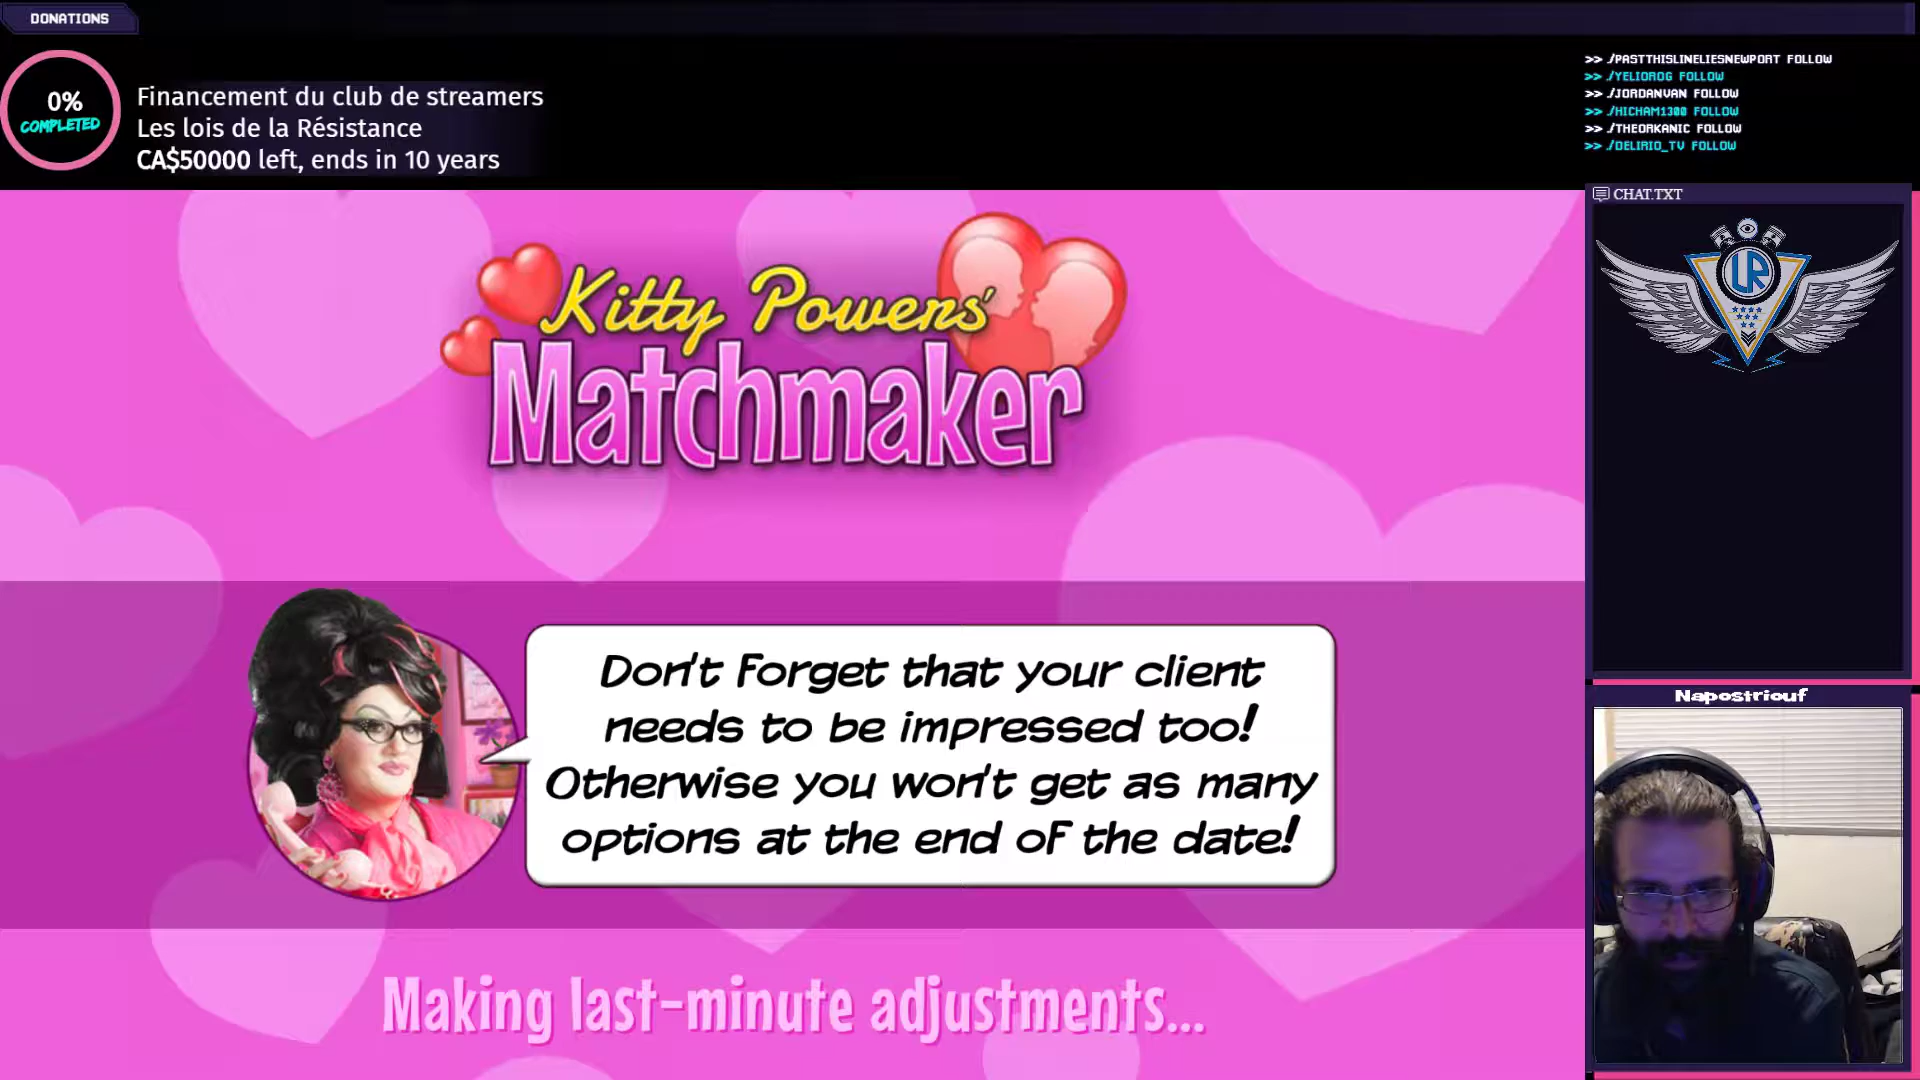 DONATIONS
0%
COMPLETED
Financement du club de streamers
Les lois de la Résistance
CA$50000 left, ends in 10 years
>> ./PASTTHISLINELIESNEWPORT FOLLOW
>> ./YELIOROG FOLLOW
>> ./JORDANVAN FOLLOW
>> ./HICHAM1300 FOLLOW
>> ./THEORKANIC FOLLOW
>> ./DELIRIO_TV FOLLOW
CHAT.TXT
LR
Kitty Powers'
Matchmaker
Don't forget that your client
needs to be impressed too!
Otherwise you won't get as many
options at the end of the date!
Making last-minute adjustments...
Napostriouf